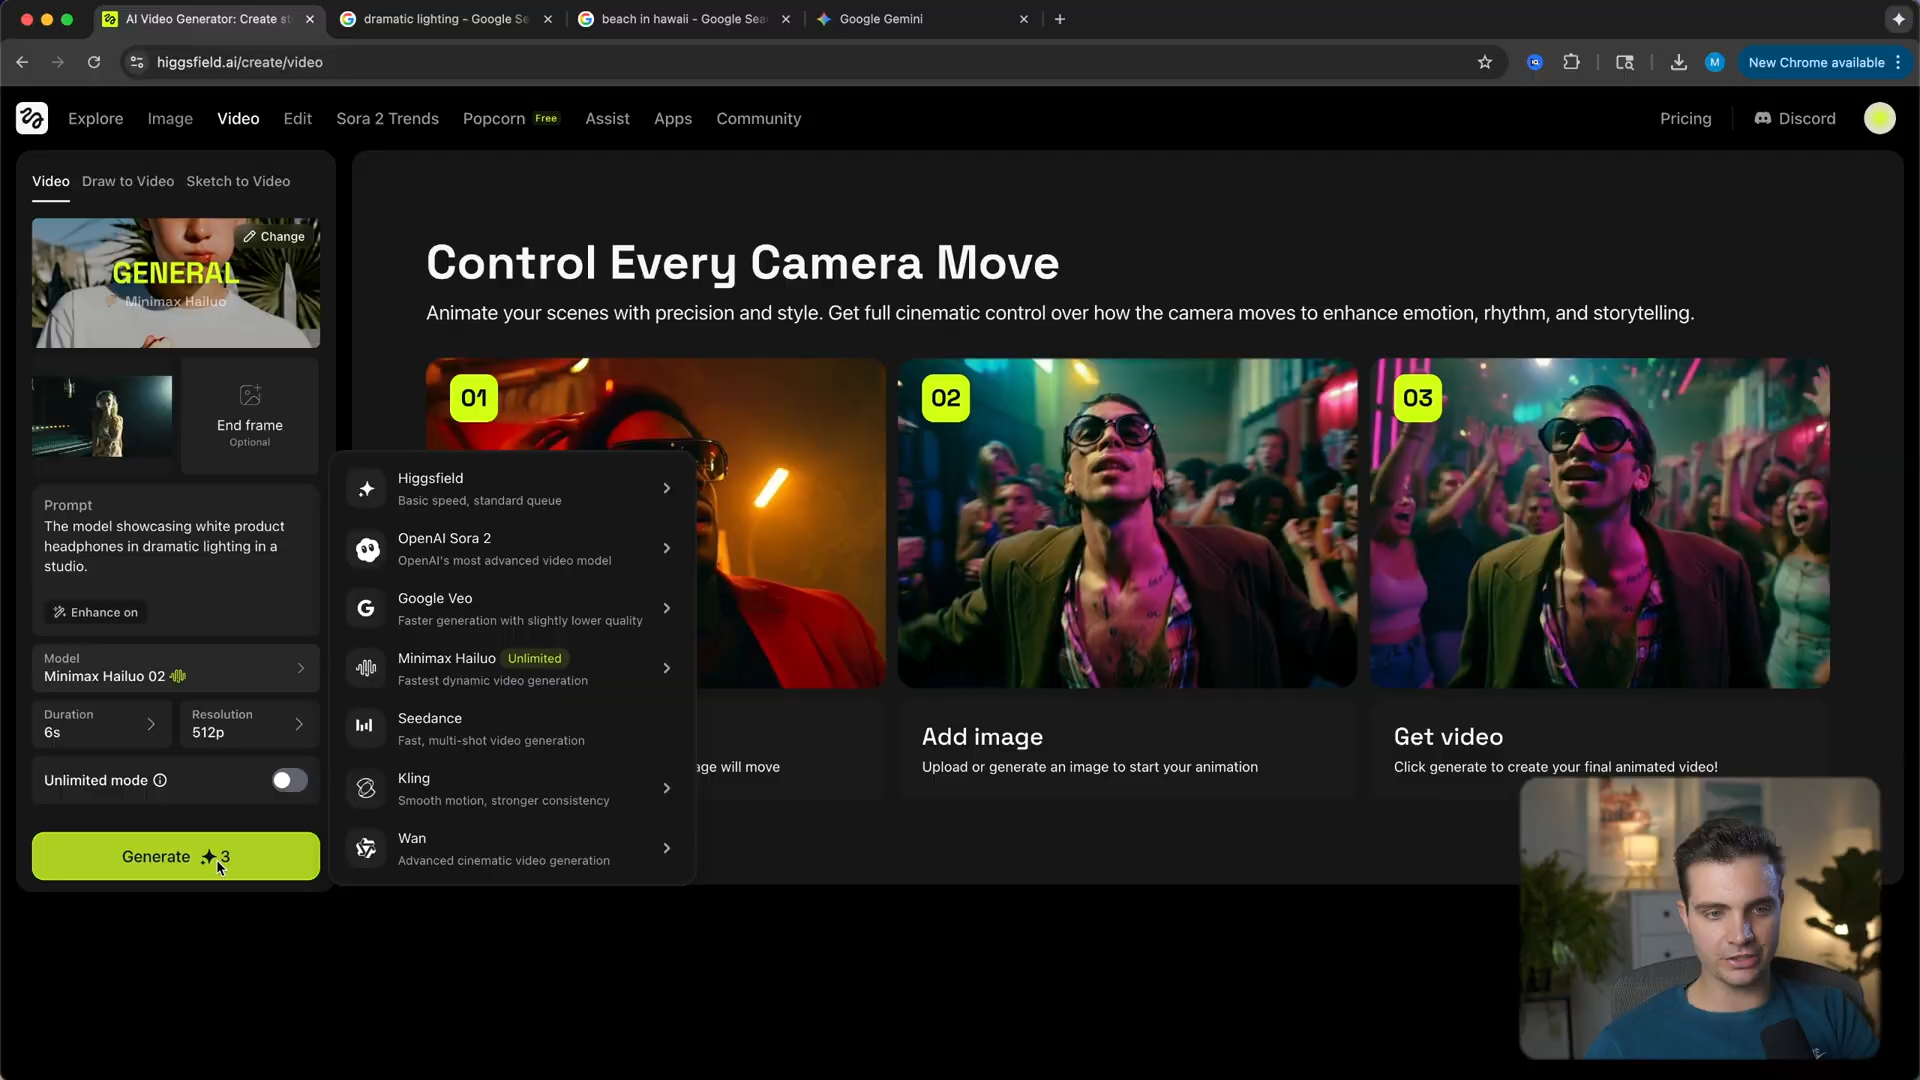 AI Video Generator: Create st
dramatic lighting - Google Se
beach in hawaii - Google Sea
Google Gemini
higgsfield.ai/create/video
M
New Chrome available
Explore
Image
Video
Edit
Sora 2 Trends
Popcorn Free
Assist
Apps
Community
Pricing
Discord
Video
Draw to Video
Sketch to Video
Change
GENERAL
Minimax Hailuo
End frame
Optional
Prompt
The model showcasing white product
headphones in dramatic lighting in a
studio.
Enhance on
Model
Minimax Hailuo 02
Duration
6s
Resolution
512p
Unlimited mode
Generate 3
Higgsfield
Basic speed, standard queue
OpenAI Sora 2
OpenAI's most advanced video model
Google Veo
Faster generation with slightly lower quality
Minimax Hailuo Unlimited
Fastest dynamic video generation
Seedance
Fast, multi-shot video generation
Kling
Smooth motion, stronger consistency
Wan
Advanced cinematic video generation
Control Every Camera Move
Animate your scenes with precision and style. Get full cinematic control over how the camera moves to enhance emotion, rhythm, and storytelling.
01
02
03
age will move
Add image
Upload or generate an image to start your animation
Get video
Click generate to create your final animated video!